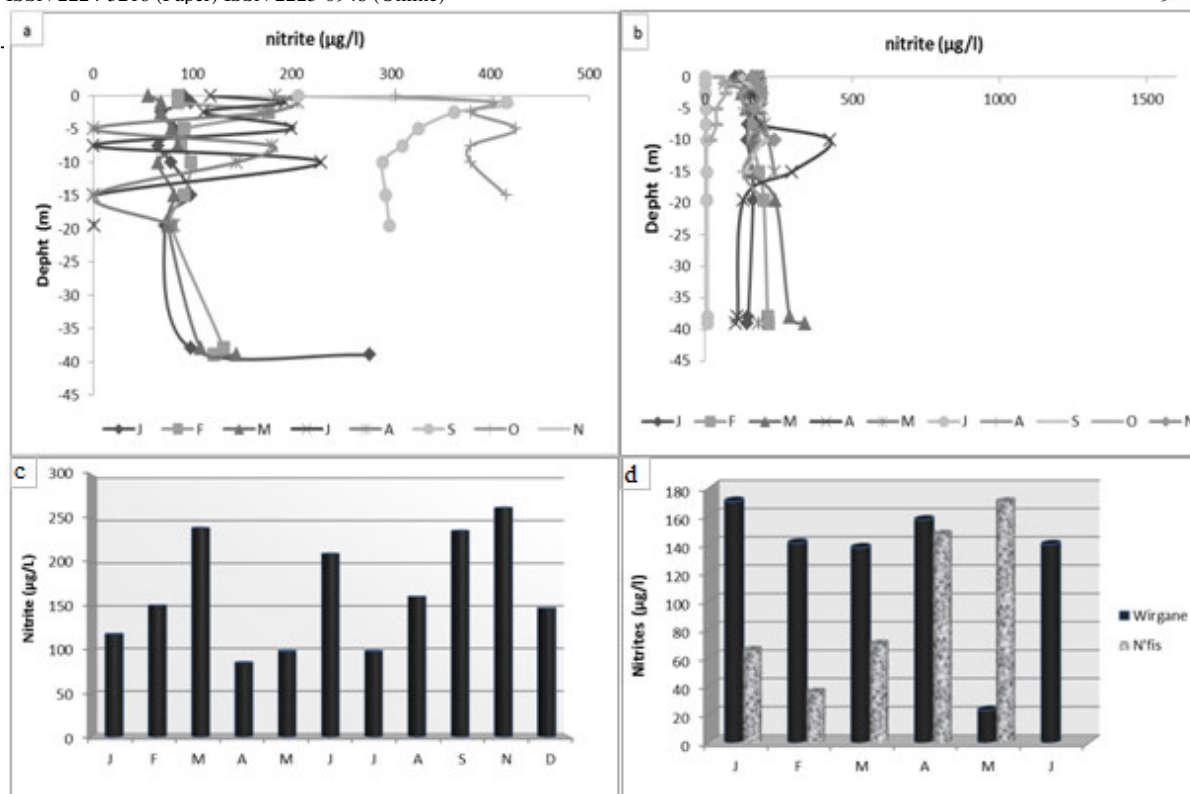 a
nitrite (µg/l)
0 100 200 300 400 500
0
-5
-10
-15
-20
-25
-30
-35
-40
-45
Depht (m)
J F M J A S O N
b
nitrite (µg/l)
0 500 1000 1500
0
-5
-10
-15
-20
-25
-30
-35
-40
-45
Depht (m)
J F M A M J A S O N
c
Nitrite (µg/L)
300
250
200
150
100
50
0
J F M A M J J A S N D
d
Nitrites (µg/l)
180
160
140
120
100
80
60
40
20
0
J F M A M J
Wirgane
N'fis